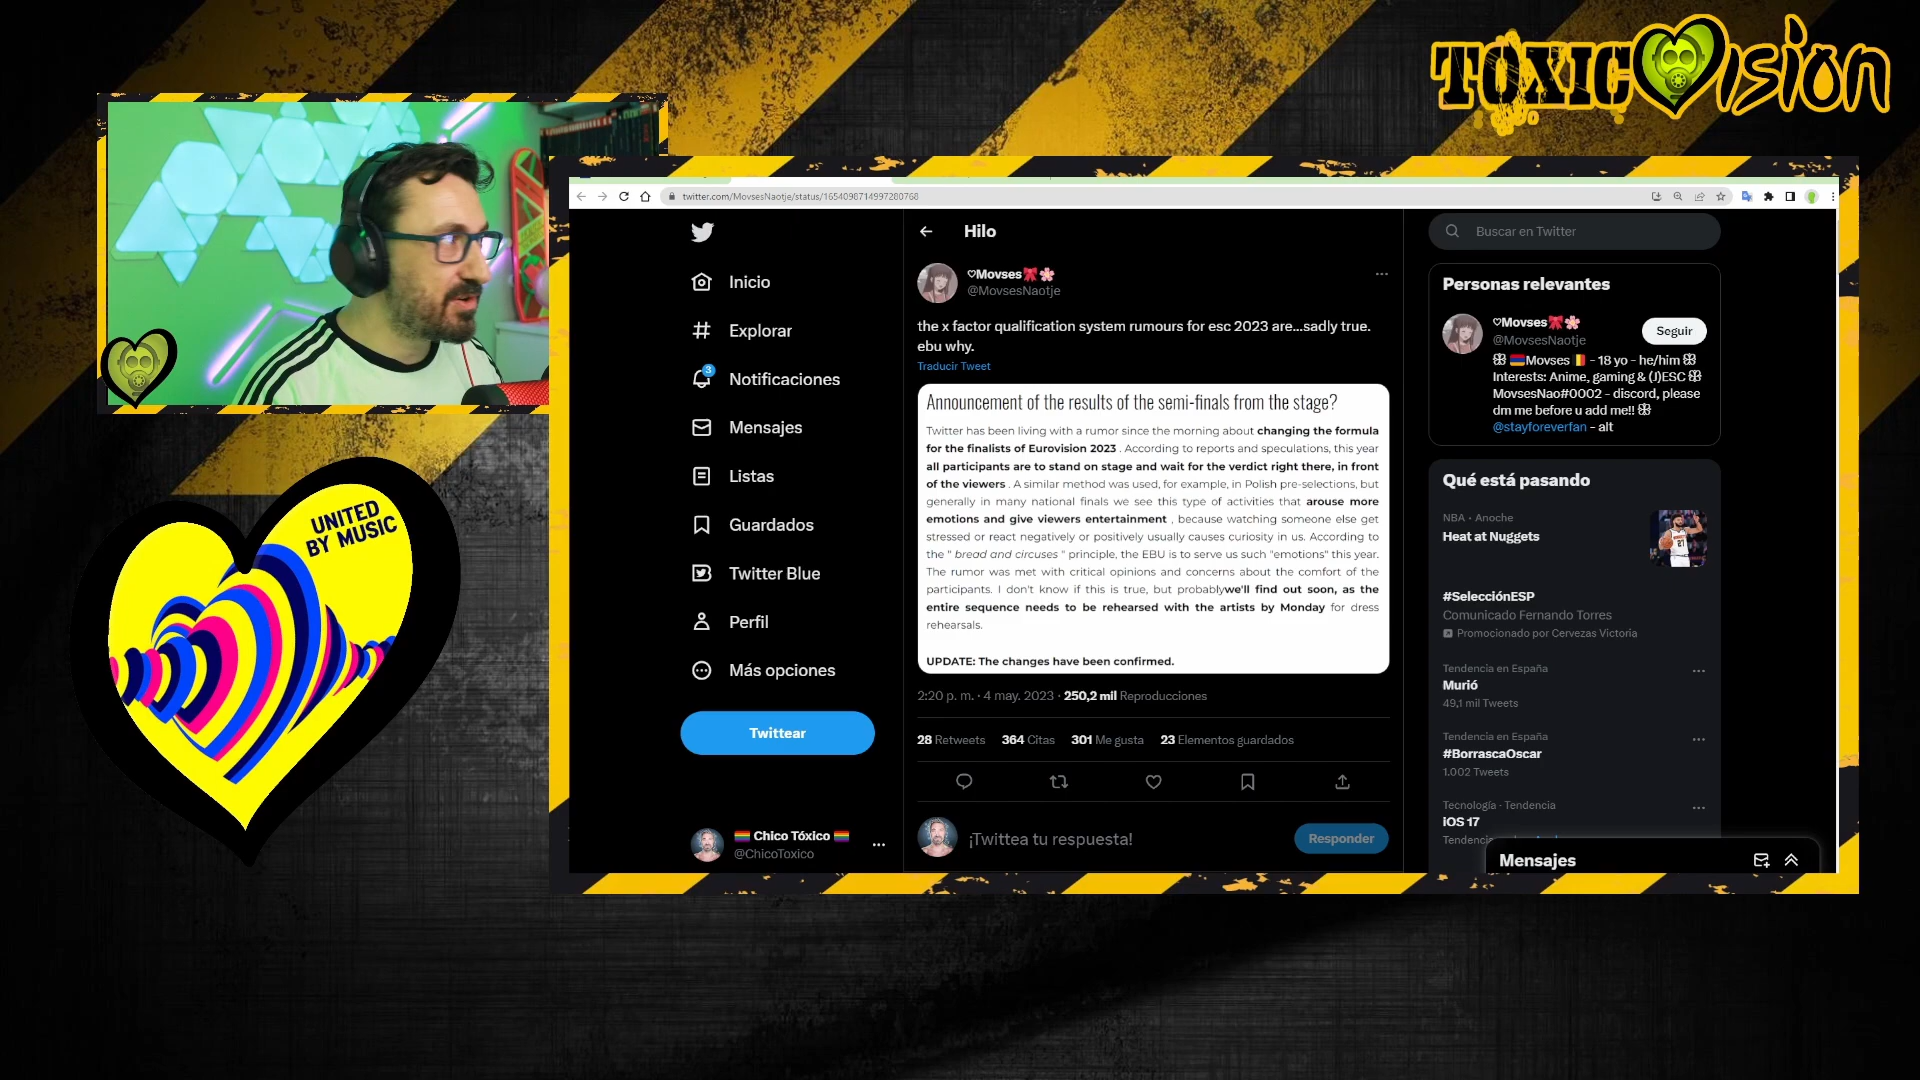 TOXIC Vision
UNITED
BY MUSIC
twitter.com/MovsesNaotje/status/1654098714997280768
Inicio
Explorar
3
Notificaciones
Mensajes
Listas
Guardados
Twitter Blue
Perfil
Más opciones
Twittear
Chico Tóxico
@ChicoToxico
Hilo
♡Movses🎀🌸
@MovsesNaotje
the x factor qualification system rumours for esc 2023 are...sadly true.
ebu why.
Traducir Tweet
Announcement of the results of the semi-finals from the stage?
Twitter has been living with a rumor since the morning about changing the formula
for the finalists of Eurovision 2023 . According to reports and speculations, this year
all participants are to stand on stage and wait for the verdict right there, in front
of the viewers . A similar method was used, for example, in Polish pre-selections, but
generally in many national finals we see this type of activities that arouse more
emotions and give viewers entertainment , because watching someone else get
stressed or react negatively or positively usually causes curiosity in us. According to
the " bread and circuses " principle, the EBU is to serve us such "emotions" this year.
The rumor was met with critical opinions and concerns about the comfort of the
participants. I don't know if this is true, but probablywe'll find out soon, as the
entire sequence needs to be rehearsed with the artists by Monday for dress
rehearsals.
UPDATE: The changes have been confirmed.
2:20 p. m. · 4 may. 2023 · 250,2 mil Reproducciones
28 Retweets 364 Citas 301 Me gusta 23 Elementos guardados
¡Twittea tu respuesta!
Responder
Buscar en Twitter
Personas relevantes
♡Movses🎀🌸
@MovsesNaotje
Seguir
🇦🇲Movses 🇷🇴 - 18 yo - he/him
Interests: Anime, gaming & (J)ESC
MovsesNao#0002 - discord, please
dm me before u add me!!
@stayforeverfan - alt
Qué está pasando
NBA · Anoche
Heat at Nuggets
#SelecciónESP
Comunicado Fernando Torres
Promocionado por Cervezas Victoria
Tendencia en España
Murió
49,1 mil Tweets
Tendencia en España
#BorrascaOscar
1.002 Tweets
Tecnología · Tendencia
iOS 17
Mensajes